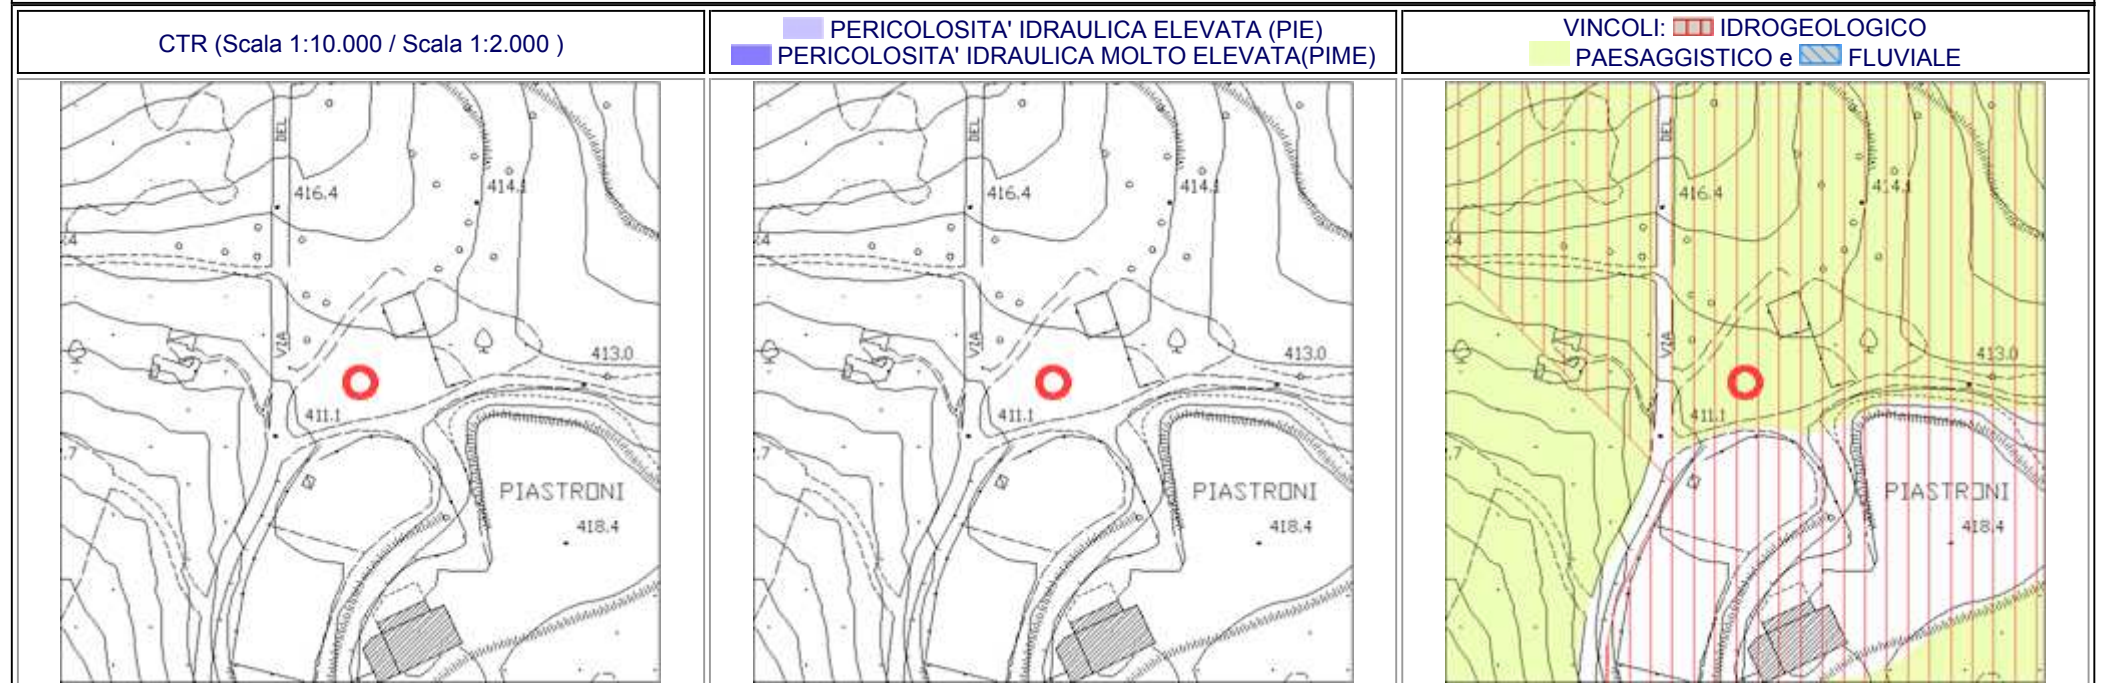 CTR (Scala 1:10.000 / Scala 1:2.000 )
PERICOLOSITA' IDRAULICA ELEVATA (PIE)
PERICOLOSITA' IDRAULICA MOLTO ELEVATA(PIME)
VINCOLI: IDROGEOLOGICO
PAESAGGISTICO e FLUVIALE
DEL
416.4
414.1
VIA
413.0
411.1
PIASTRONI
418.4
DEL
416.4
414.1
VIA
413.0
411.1
PIASTRONI
418.4
DEL
416.4
414.1
VIA
413.0
411.1
PIASTRONI
418.4